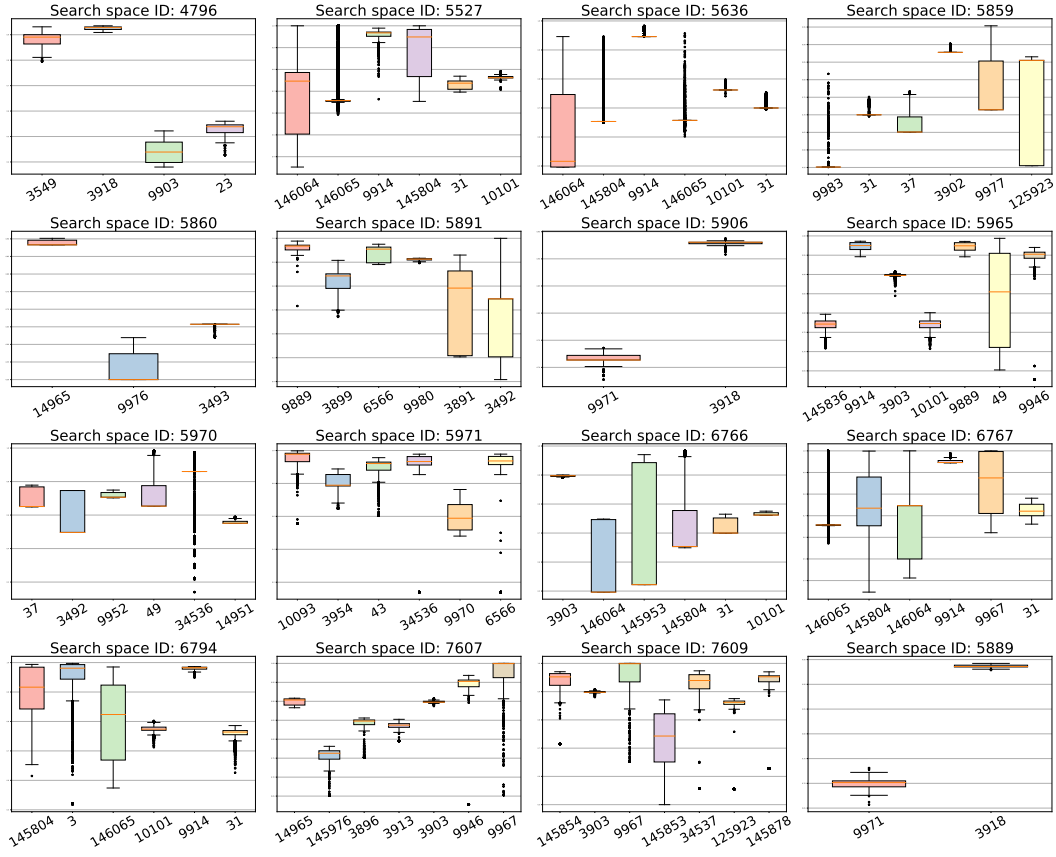 Search space ID: 4796
3549 3918 9903 23
Search space ID: 5527
146064 146065 9914 145804 31 10101
Search space ID: 5636
146064 145804 9914 146065 10101 31
Search space ID: 5859
9983 31 37 3902 9977 125923
Search space ID: 5860
14965 9976 3493
Search space ID: 5891
9889 3899 6566 9980 3891 3492
Search space ID: 5906
9971 3918
Search space ID: 5965
145836 9914 3903 10101 9889 49 9946
Search space ID: 5970
37 3492 9952 49 34536 14951
Search space ID: 5971
10093 3954 43 34536 9970 6566
Search space ID: 6766
3903 146064 145953 145804 31 10101
Search space ID: 6767
146065 145804 146064 9914 9967 31
Search space ID: 6794
145804 3 146065 10101 9914 31
Search space ID: 7607
14965 145976 3896 3913 3903 9946 9967
Search space ID: 7609
145854 3903 9967 145853 34537 125923 145878
Search space ID: 5889
9971 3918